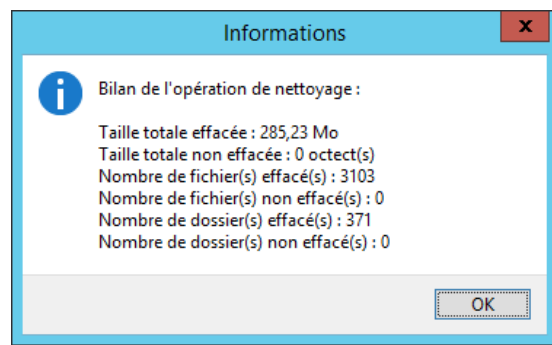 Informations
x
Bilan de l'opération de nettoyage :
Taille totale effacée : 285,23 Mo
Taille totale non effacée : 0 octect(s)
Nombre de fichier(s) effacé(s) : 3103
Nombre de fichier(s) non effacé(s) : 0
Nombre de dossier(s) effacé(s) : 371
Nombre de dossier(s) non effacé(s) : 0
OK